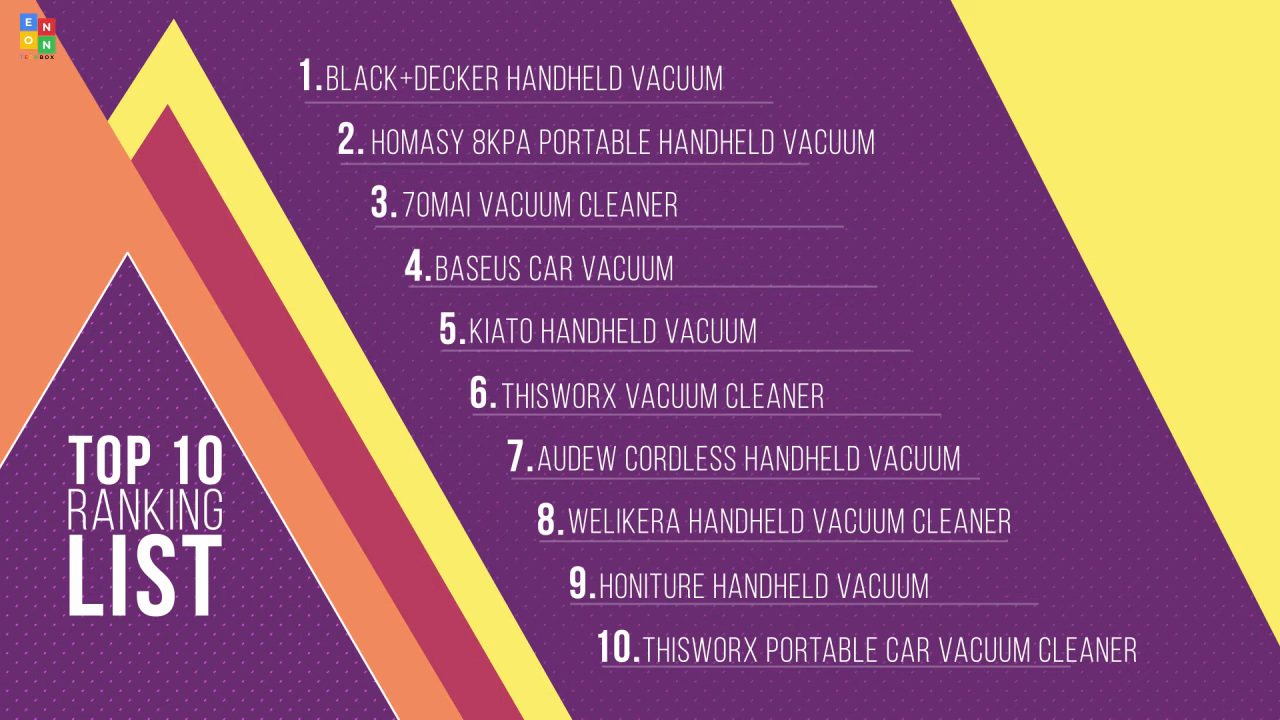 E N
O N
TECHBOX
1. BLACK+DECKER HANDHELD VACUUM
2. HOMASY 8KPA PORTABLE HANDHELD VACUUM
3. 70MAI VACUUM CLEANER
4. BASEUS CAR VACUUM
5. KIATO HANDHELD VACUUM
6. THISWORX VACUUM CLEANER
7. AUDEW CORDLESS HANDHELD VACUUM
8. WELIKERA HANDHELD VACUUM CLEANER
9. HONITURE HANDHELD VACUUM
10. THISWORX PORTABLE CAR VACUUM CLEANER
TOP 10
RANKING
LIST